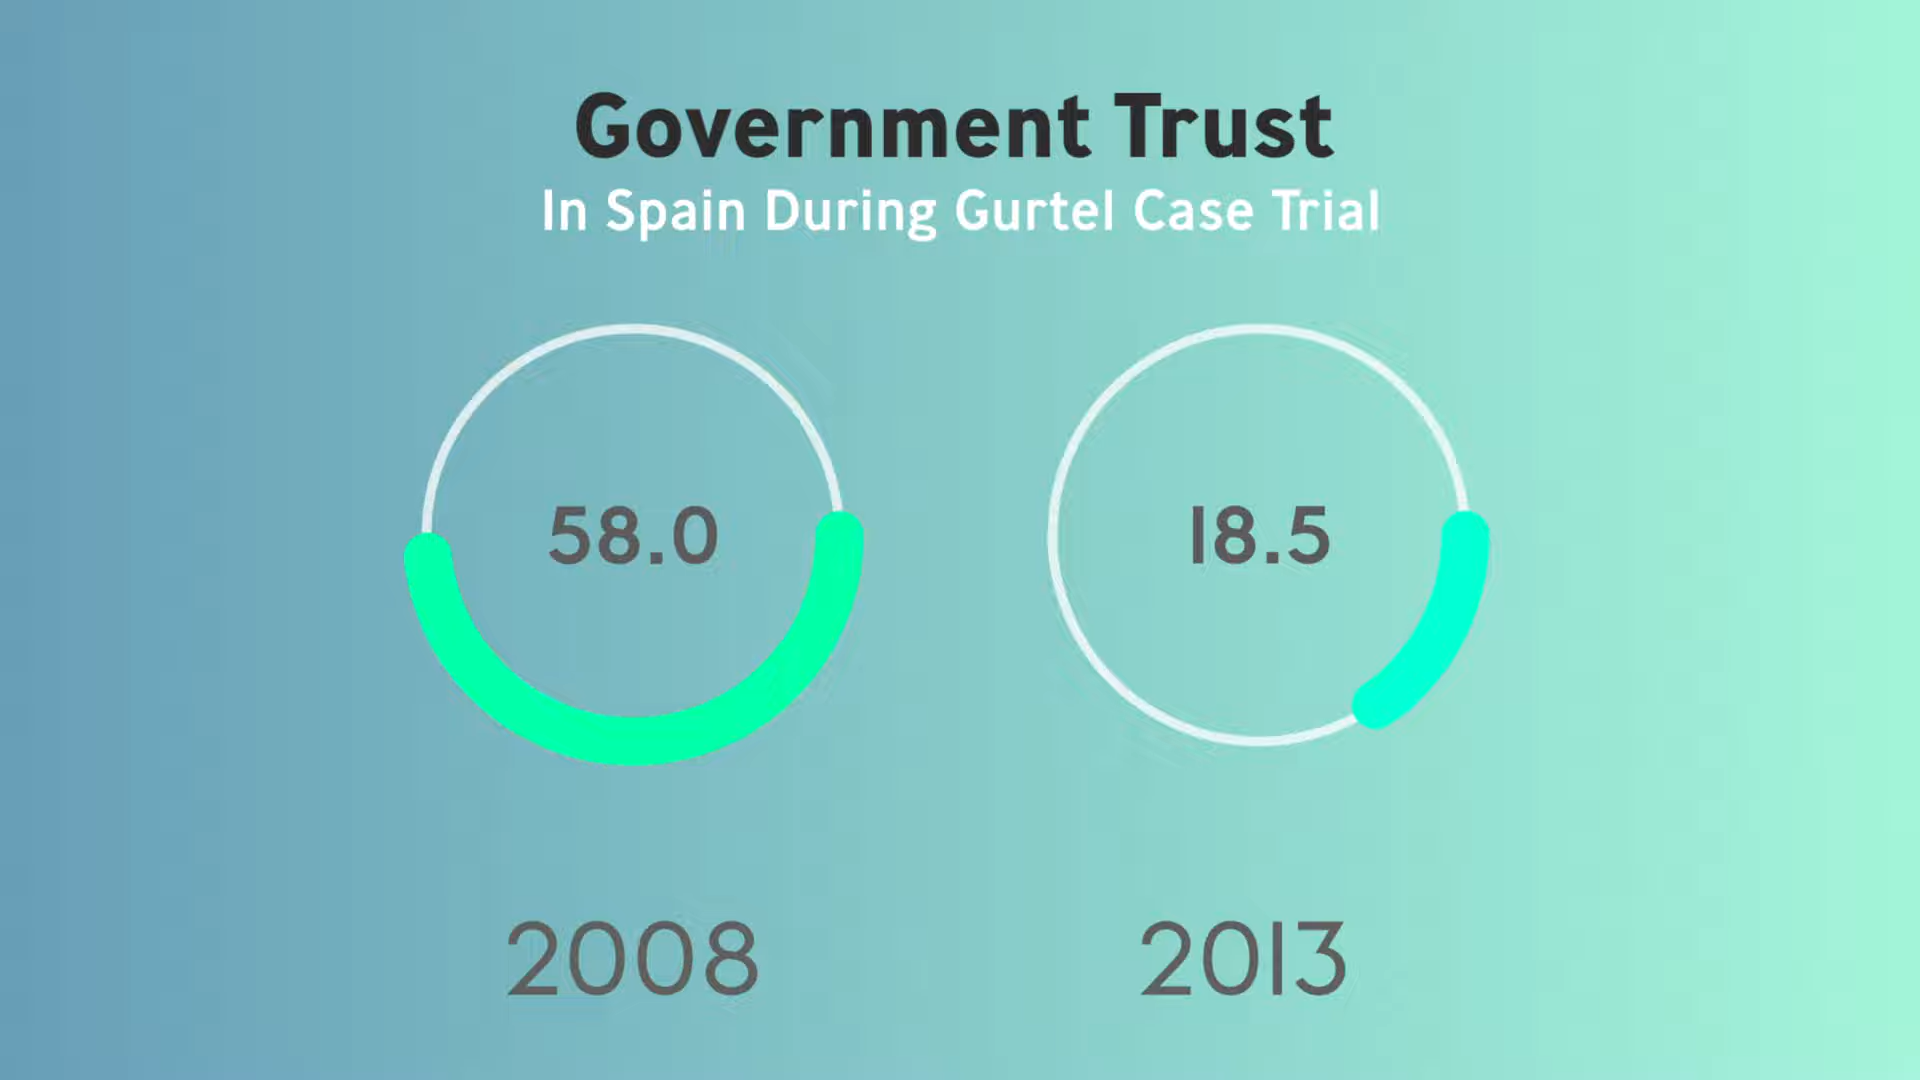 Government Trust
In Spain During Gurtel Case Trial
58.0
18.5
2008
2013